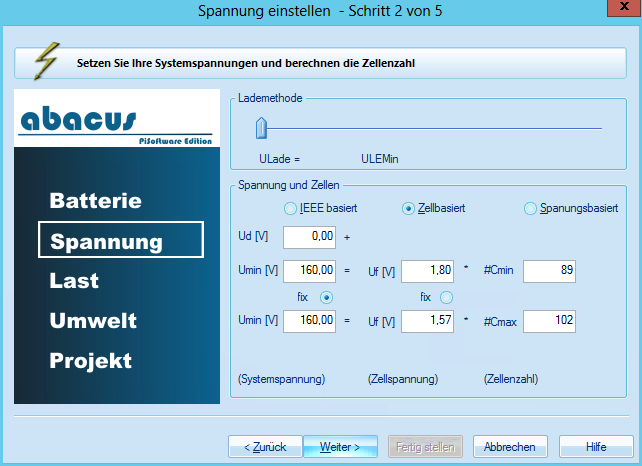 Spannung einstellen - Schritt 2 von 5
x
Setzen Sie Ihre Systemspannungen und berechnen die Zellenzahl
abacus
PiSoftware Edition
Batterie
Spannung
Last
Umwelt
Projekt
Lademethode
ULade = ULEMin
Spannung und Zellen
IEEE basiert Zellbasiert Spanungsbasiert
Ud [V] 0,00 +
Umin [V] 160,00 = Uf [V] 1,80 * #Cmin 89
fix fix
Umin [V] 160,00 = Uf [V] 1,57 * #Cmax 102
(Systemspannung) (Zellspannung) (Zellenzahl)
< Zurück Weiter > Fertig stellen Abbrechen Hilfe